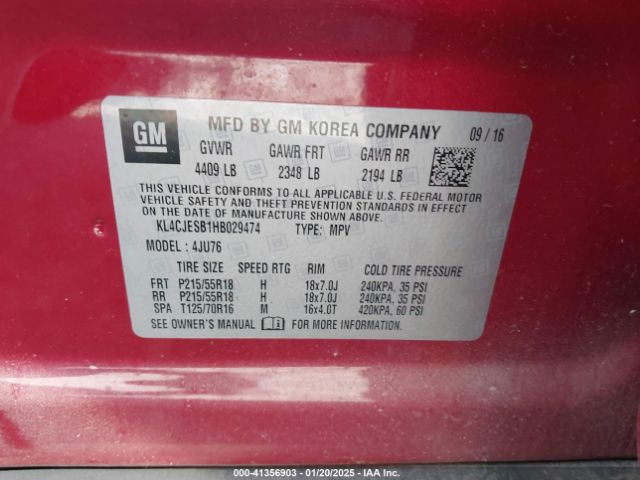 GM MFD BY GM KOREA COMPANY 09 / 16
GVWR GAWR FRT GAWR RR
4409 LB 2348 LB 2194 LB
THIS VEHICLE CONFORMS TO ALL APPLICABLE U.S. FEDERAL MOTOR
VEHICLE SAFETY AND THEFT PREVENTION STANDARDS IN EFFECT ON
THE DATE OF MANUFACTURE SHOWN ABOVE.
KL4CJESB1HB029474 TYPE: MPV
MODEL : 4JU76
TIRE SIZE SPEED RTG RIM COLD TIRE PRESSURE
FRT P215/55R18 H 18x7.0J 240KPA, 35 PSI
RR P215/55R18 H 18x7.0J 240KPA, 35 PSI
SPA T125/70R16 M 16x4.0T 420KPA, 60 PSI
SEE OWNER'S MANUAL FOR MORE INFORMATION.
000-41356903 - 01/20/2025 - IAA Inc.